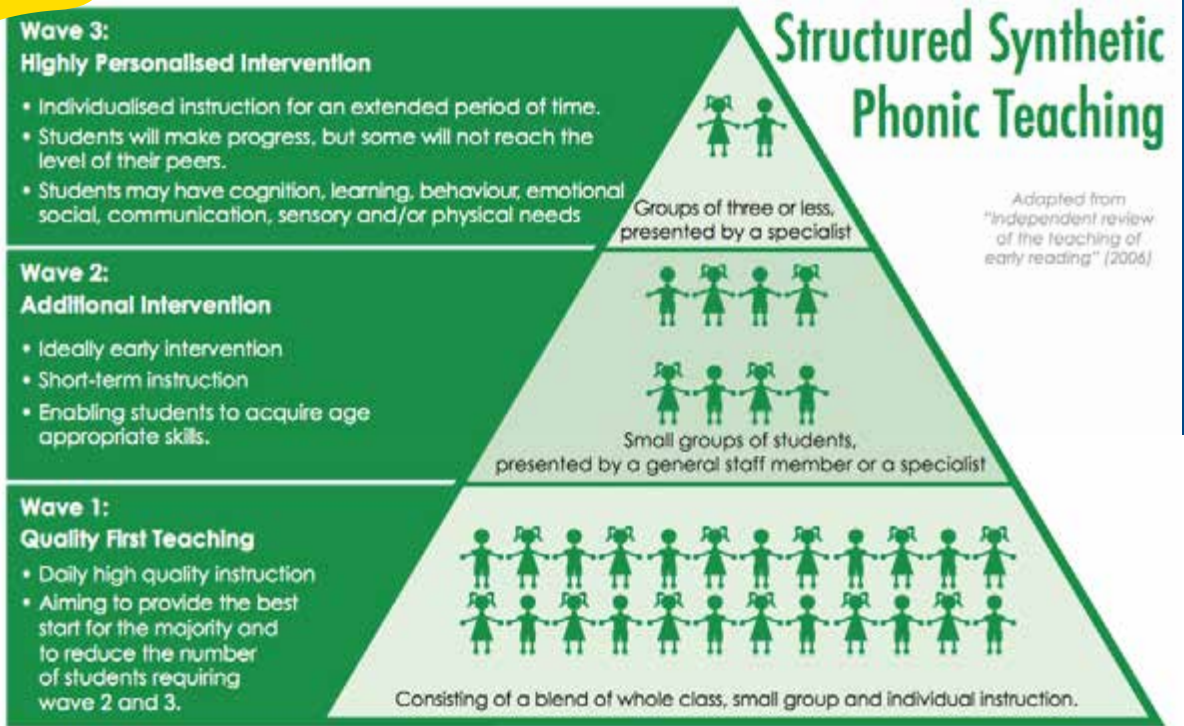 Structured Synthetic
Phonic Teaching
Adapted from
"Independent review
of the teaching of
early reading" (2006)
Wave 3:
Highly Personalised Intervention
• Individualised instruction for an extended period of time.
• Students will make progress, but some will not reach the
level of their peers.
• Students may have cognition, learning, behaviour, emotional
social, communication, sensory and/or physical needs
Groups of three or less,
presented by a specialist
Wave 2:
Additional Intervention
• Ideally early intervention
• Short-term instruction
• Enabling students to acquire age
appropriate skills.
Small groups of students,
presented by a general staff member or a specialist
Wave 1:
Quality First Teaching
• Daily high quality instruction
• Aiming to provide the best
start for the majority and
to reduce the number
of students requiring
wave 2 and 3.
Consisting of a blend of whole class, small group and individual instruction.